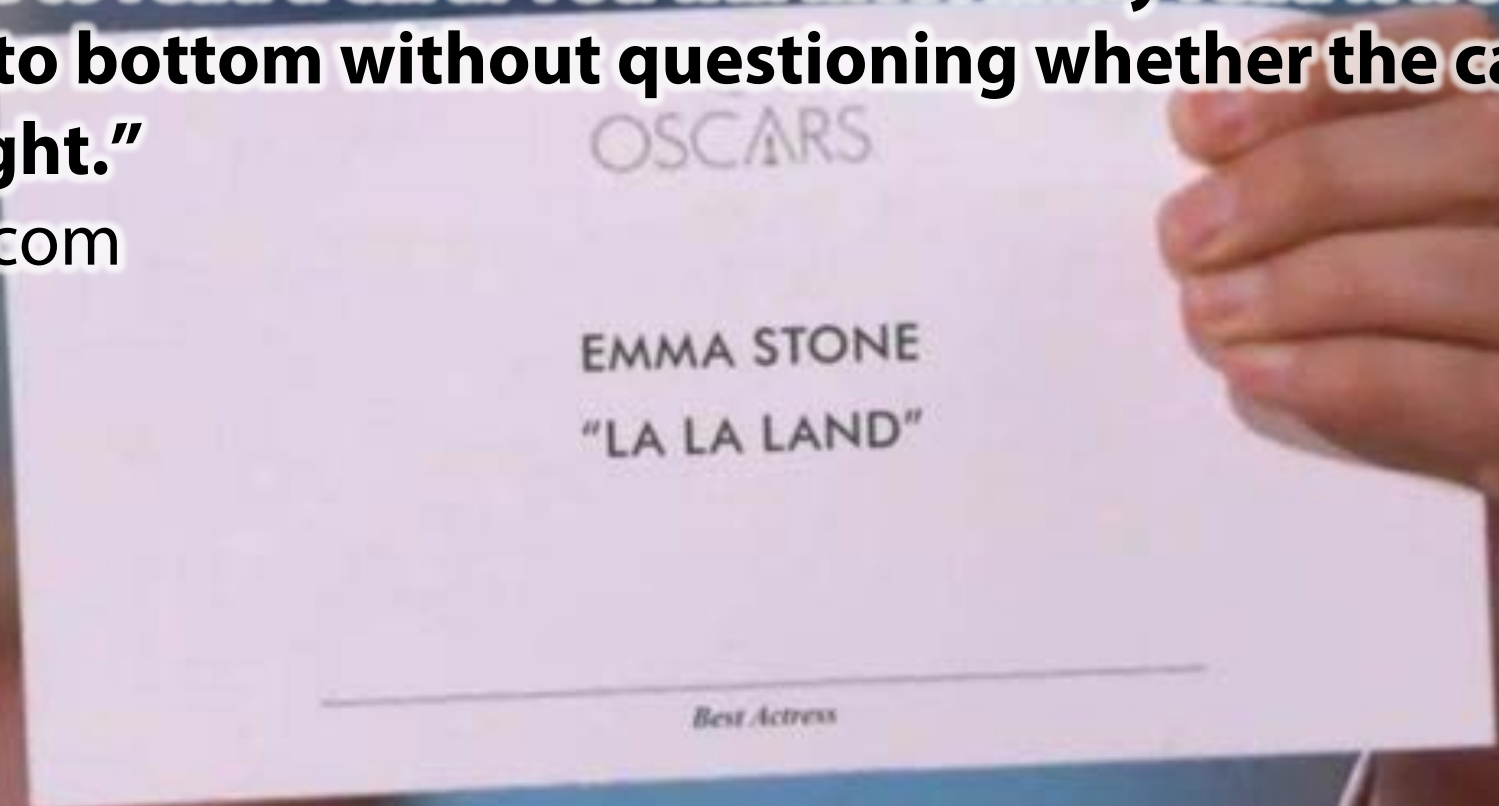 to bottom without questioning whether the ca
ght.”
com
OSCARS
EMMA STONE
“LA LA LAND”
Best Actress